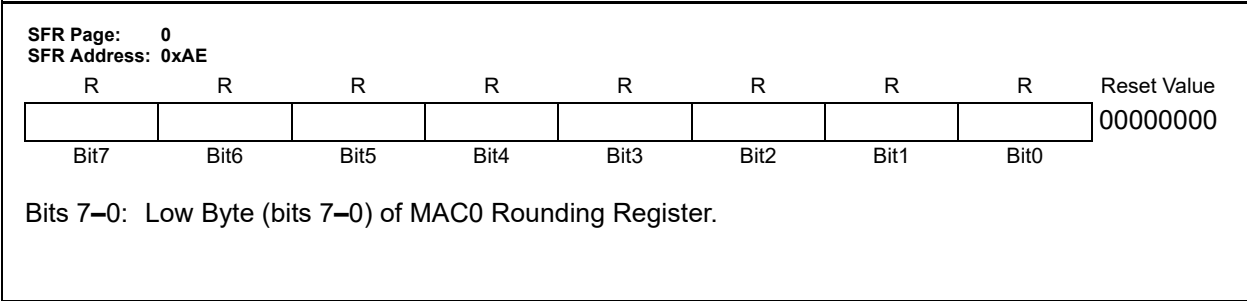 SFR Page: 0
SFR Address: 0xAE
R R R R R R R R Reset Value
00000000
Bit7 Bit6 Bit5 Bit4 Bit3 Bit2 Bit1 Bit0
Bits 7–0: Low Byte (bits 7–0) of MAC0 Rounding Register.